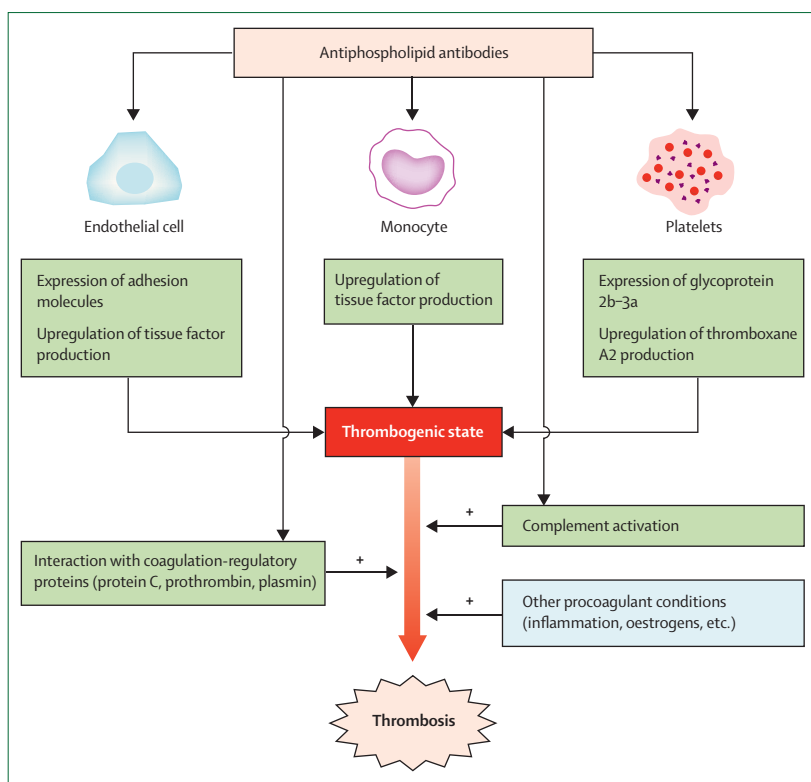 Antiphospholipid antibodies
Endothelial cell
Monocyte
Platelets
Expression of adhesion
molecules
Upregulation of tissue factor
production
Upregulation of
tissue factor production
Expression of glycoprotein
2b–3a
Upregulation of thromboxane
A2 production
Thrombogenic state
+
Complement activation
Interaction with coagulation-regulatory
proteins (protein C, prothrombin, plasmin)
+
+
Other procoagulant conditions
(inflammation, oestrogens, etc.)
Thrombosis